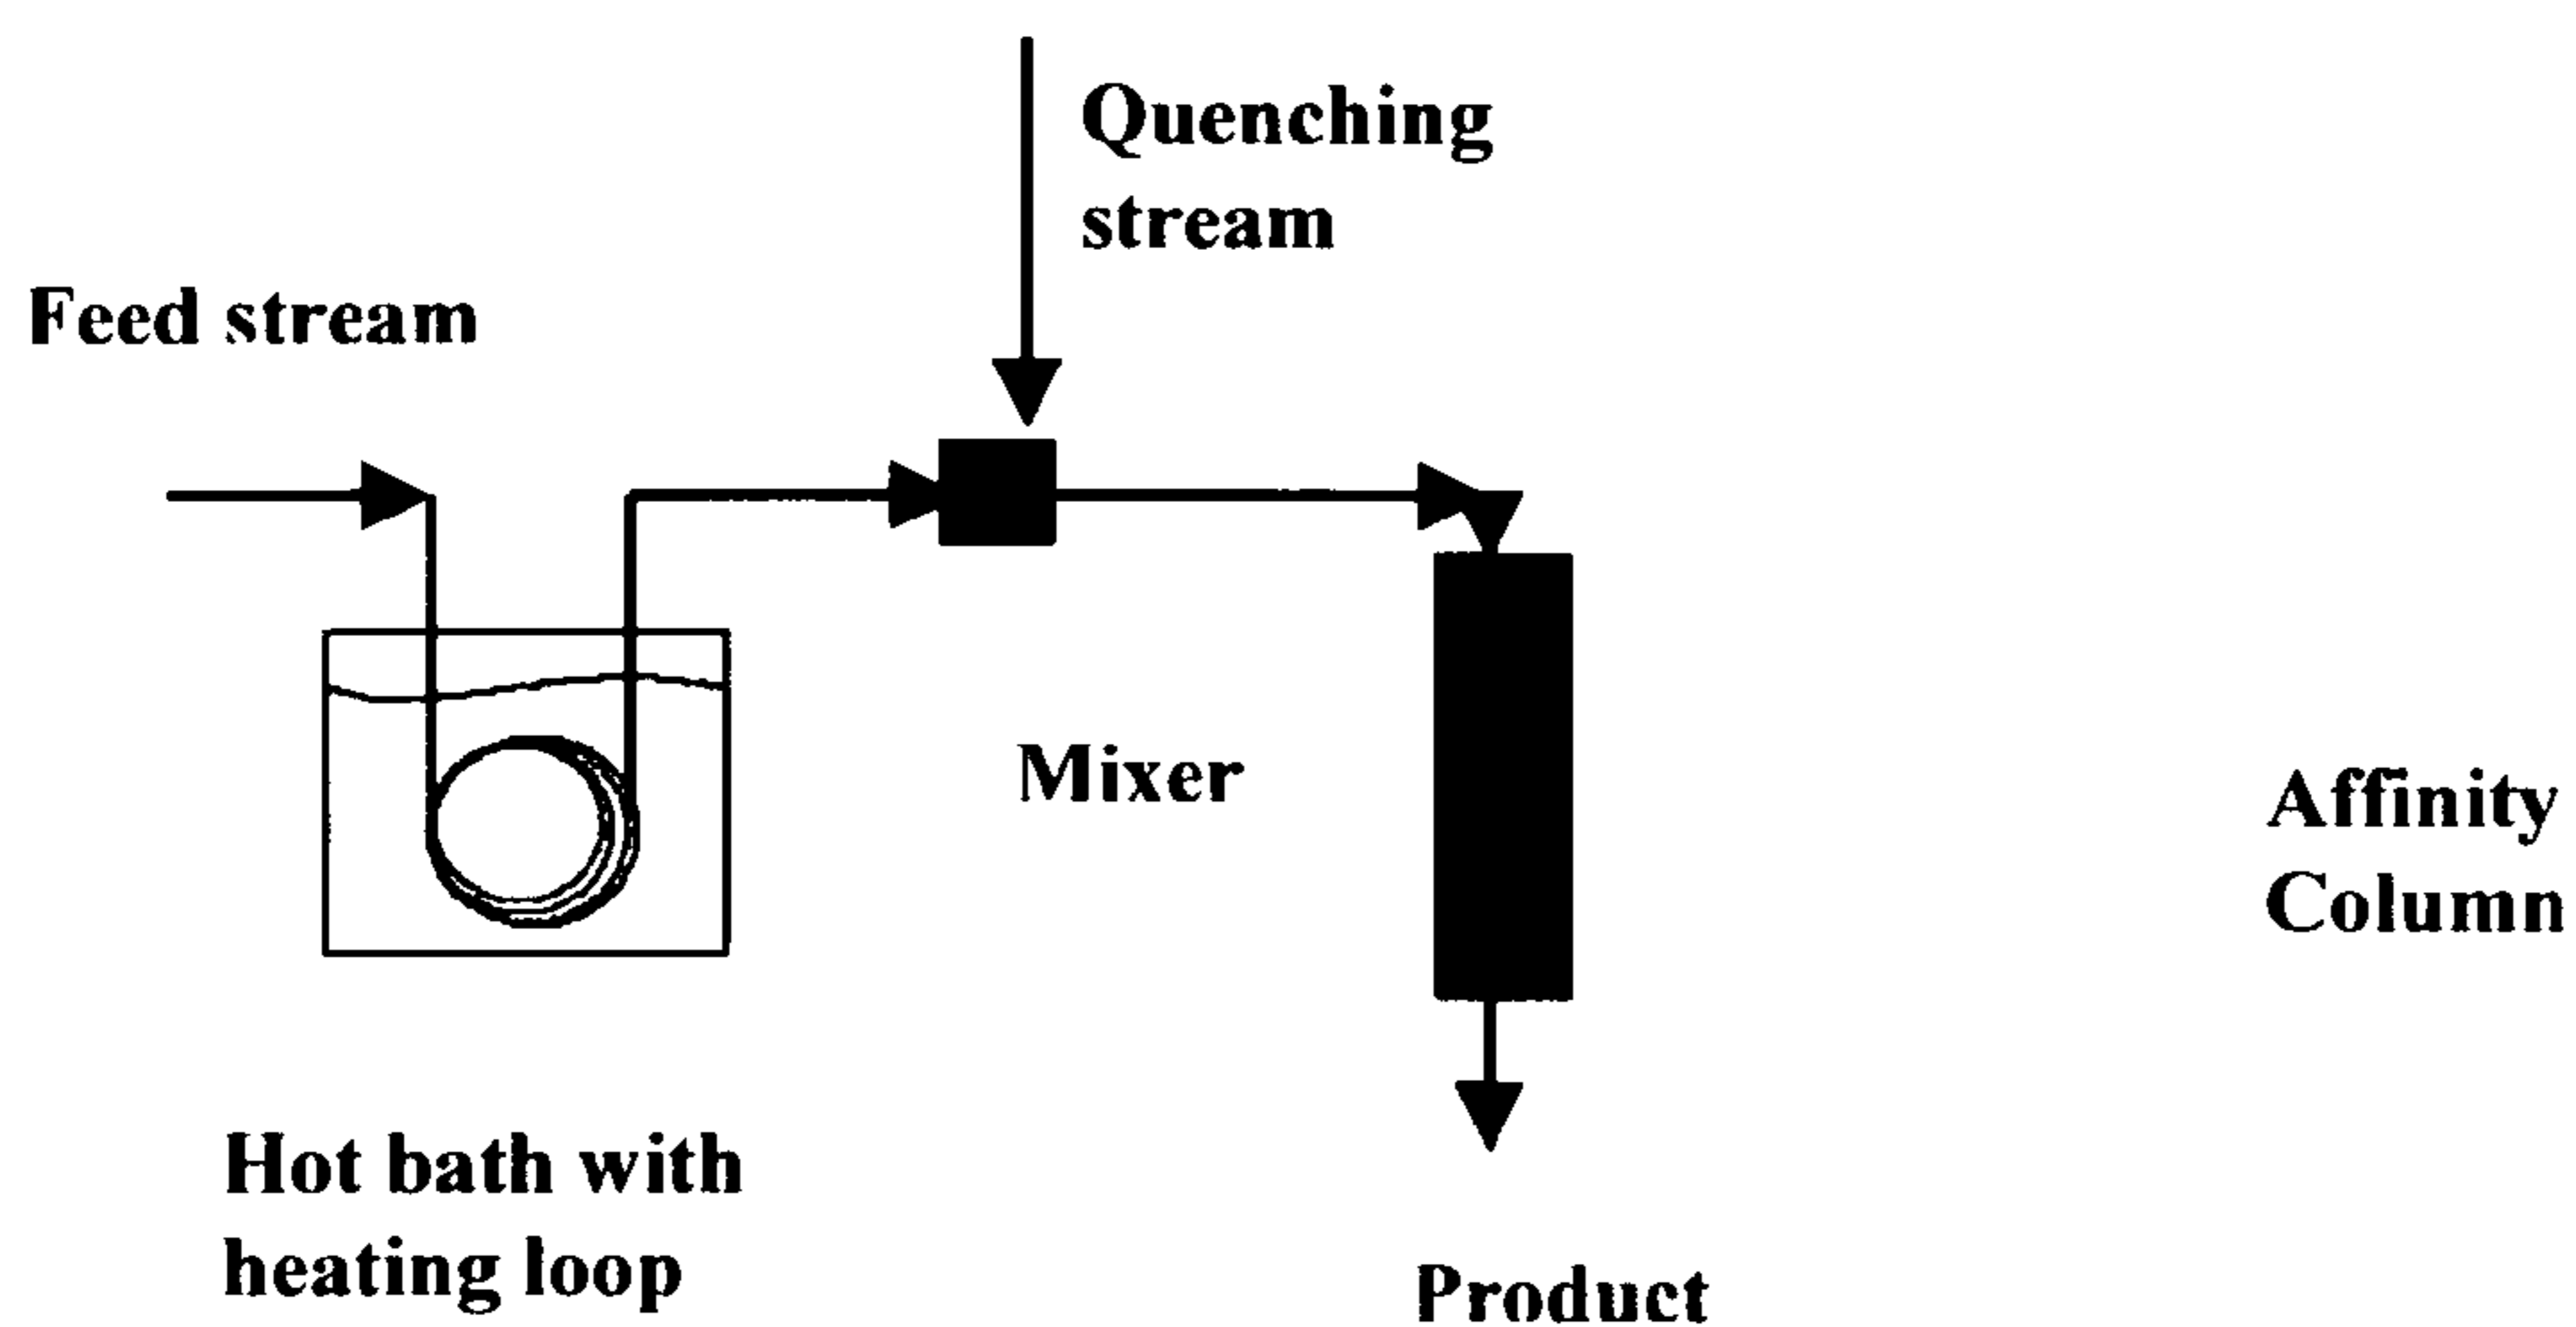 Quenching
stream
Feed stream
Mixer
Affinity
Column
Hot bath with
heating loop
Product